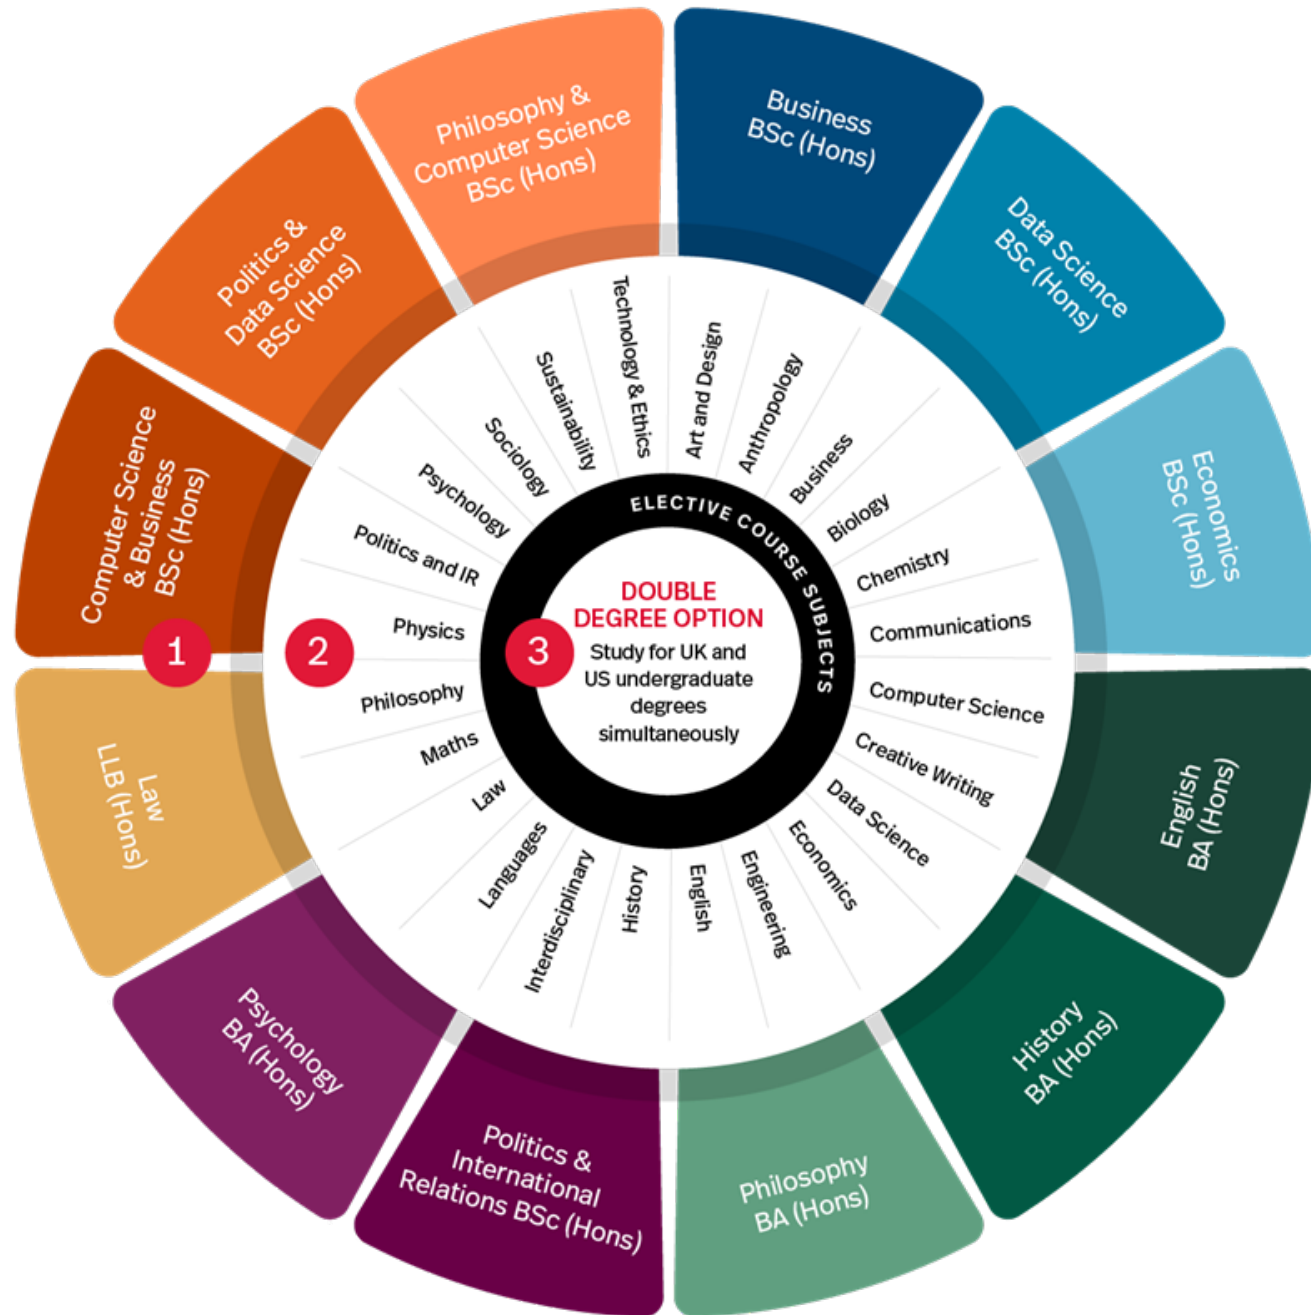 Business
BSc (Hons)
Data Science
BSc (Hons)
Economics
BSc (Hons)
English
BA (Hons)
History
BA (Hons)
Philosophy
BA (Hons)
Politics &
International
Relations BSc (Hons)
Psychology
BA (Hons)
Law
LLB (Hons)
Computer Science
& Business
BSc (Hons)
Politics &
Data Science
BSc (Hons)
Philosophy &
Computer Science
BSc (Hons)
1
2
3
Art and Design
Anthropology
Business
Biology
Chemistry
Communications
Computer Science
Creative Writing
Data Science
Economics
Engineering
English
History
Interdisciplinary
Languages
Law
Maths
Philosophy
Physics
Politics and IR
Psychology
Sociology
Sustainability
Technology & Ethics
ELECTIVE COURSE SUBJECTS
DOUBLE
DEGREE OPTION
Study for UK and
US undergraduate
degrees
simultaneously